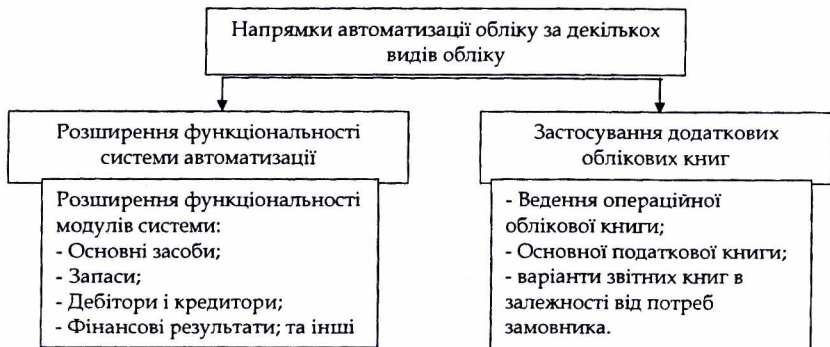 Напрямки автоматизації обліку за декількох
видів обліку
Розширення функціональності
системи автоматизації
Розширення функціональності
модулів системи:
- Основні засоби;
- Запаси;
- Дебітори і кредитори;
- Фінансові результати; та інші
Застосування додаткових
облікових книг
- Ведення операційної
облікової книги;
- Основної податкової книги;
- варіанти звітних книг в
залежності від потреб
замовника.